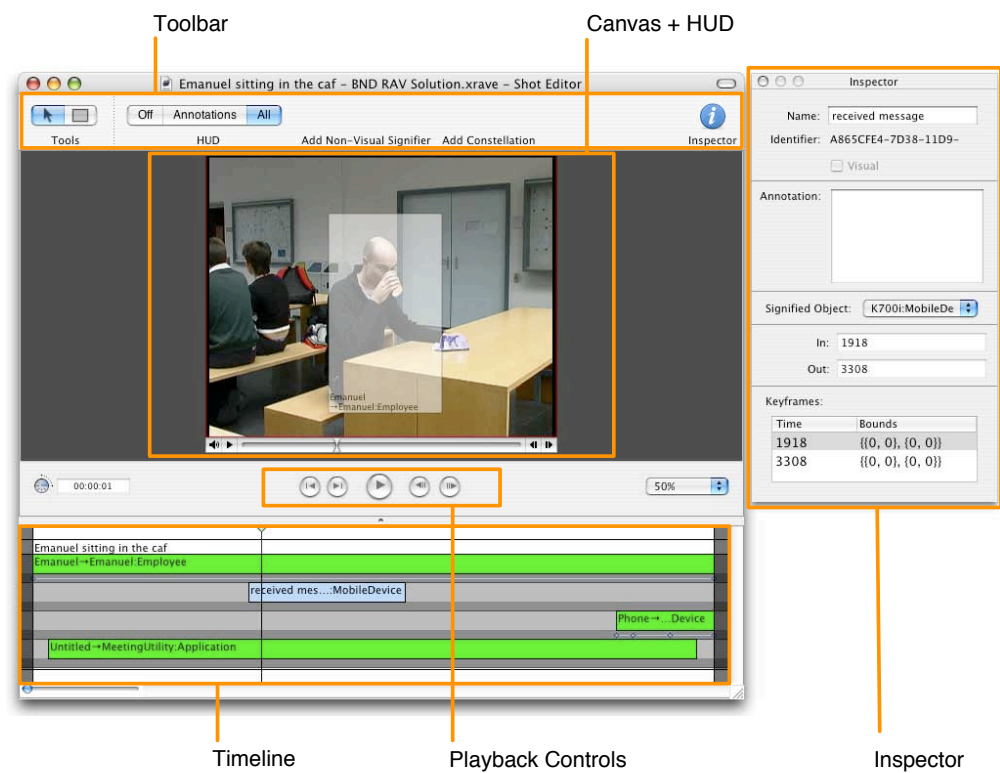 Toolbar
Canvas + HUD
Emanuel sitting in the caf – BND RAV Solution.xrave – Shot Editor
Off Annotations All
Tools HUD Add Non-Visual Signifier Add Constellation Inspector
Emanuel
→Emanuel:Employee
00:00:01
50%
Emanuel sitting in the caf
Emanuel→Emanuel:Employee
received mes...:MobileDevice
Phone→...Device
Untitled→MeetingUtility:Application
Inspector
Name: received message
Identifier: A865CFE4-7D38-11D9-
Visual
Annotation:
Signified Object: K700i:MobileDe
In: 1918
Out: 3308
Keyframes:
Time Bounds
1918 {{0, 0}, {0, 0}}
3308 {{0, 0}, {0, 0}}
Timeline
Playback Controls
Inspector